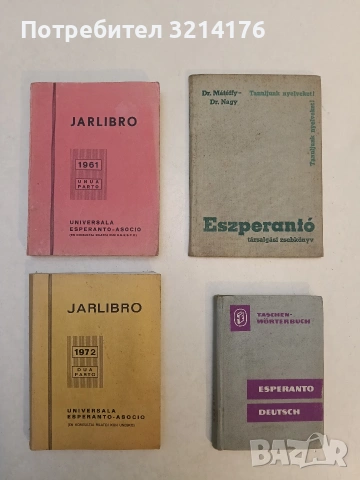 Потребител 3214176
JARLIBRO
1961
UNUA
PARTO
UNIVERSALA
ESPERANTO-ASOCIO
Dr. Mátéffy-
Dr. Nagy
Tanuljunk nyelveket!
Tanuljunk nyelveket!
Eszperantó
társalgási zsebkönyv
JARLIBRO
1972
DUA
PARTO
UNIVERSALA
ESPERANTO-ASOCIO
TASCHEN-
WÖRTERBUCH
ESPERANTO
DEUTSCH
bazar